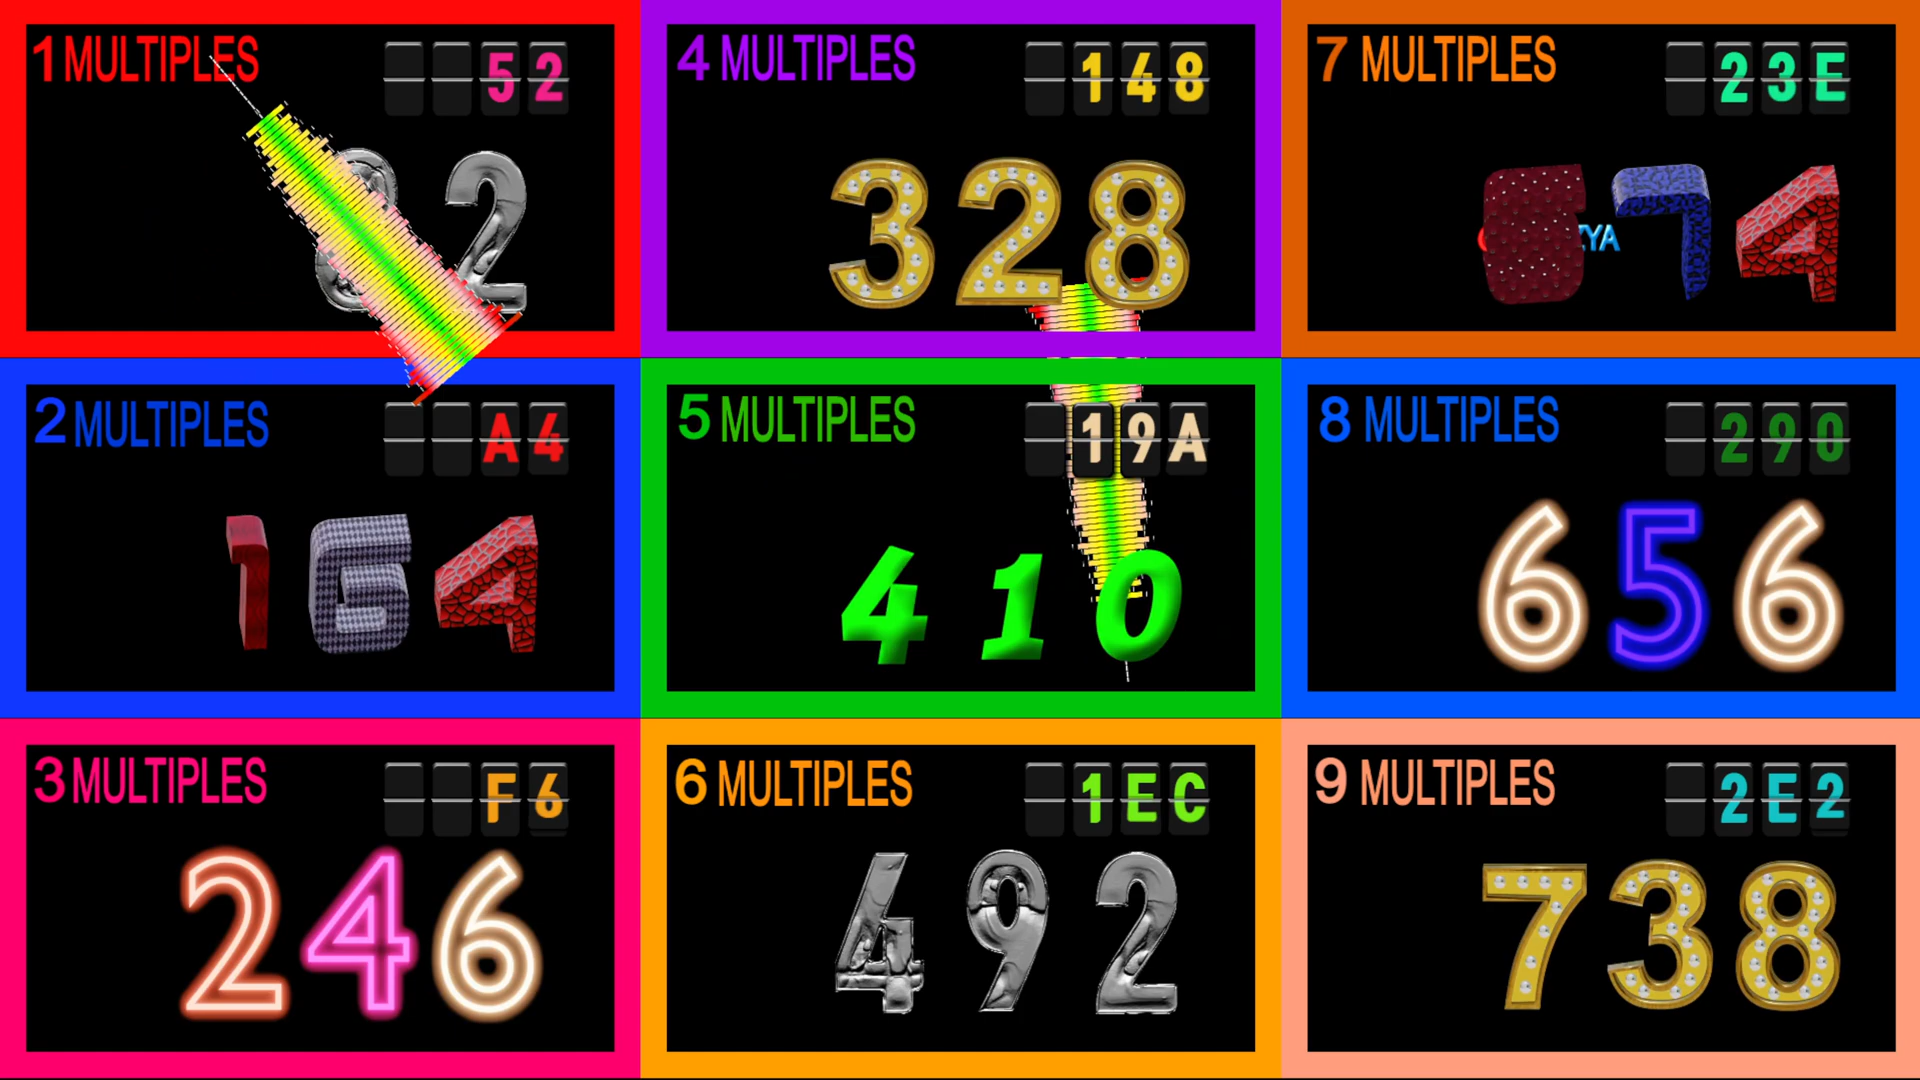 1 MULTIPLES
52
82
4 MULTIPLES
148
328
7 MULTIPLES
23E
574
2 MULTIPLES
A4
164
5 MULTIPLES
19A
410
8 MULTIPLES
290
656
3 MULTIPLES
F6
246
6 MULTIPLES
1EC
492
9 MULTIPLES
2E2
738